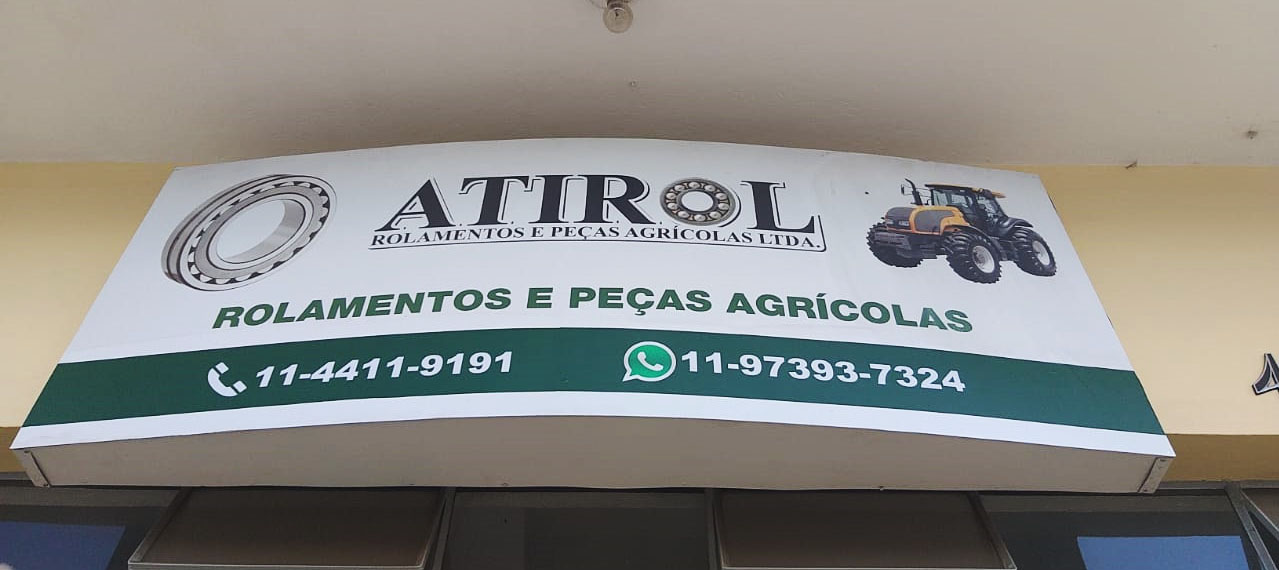 ATIROL
ROLAMENTOS E PEÇAS AGRÍCOLAS LTDA.
ROLAMENTOS E PEÇAS AGRÍCOLAS
11-4411-9191
11-97393-7324